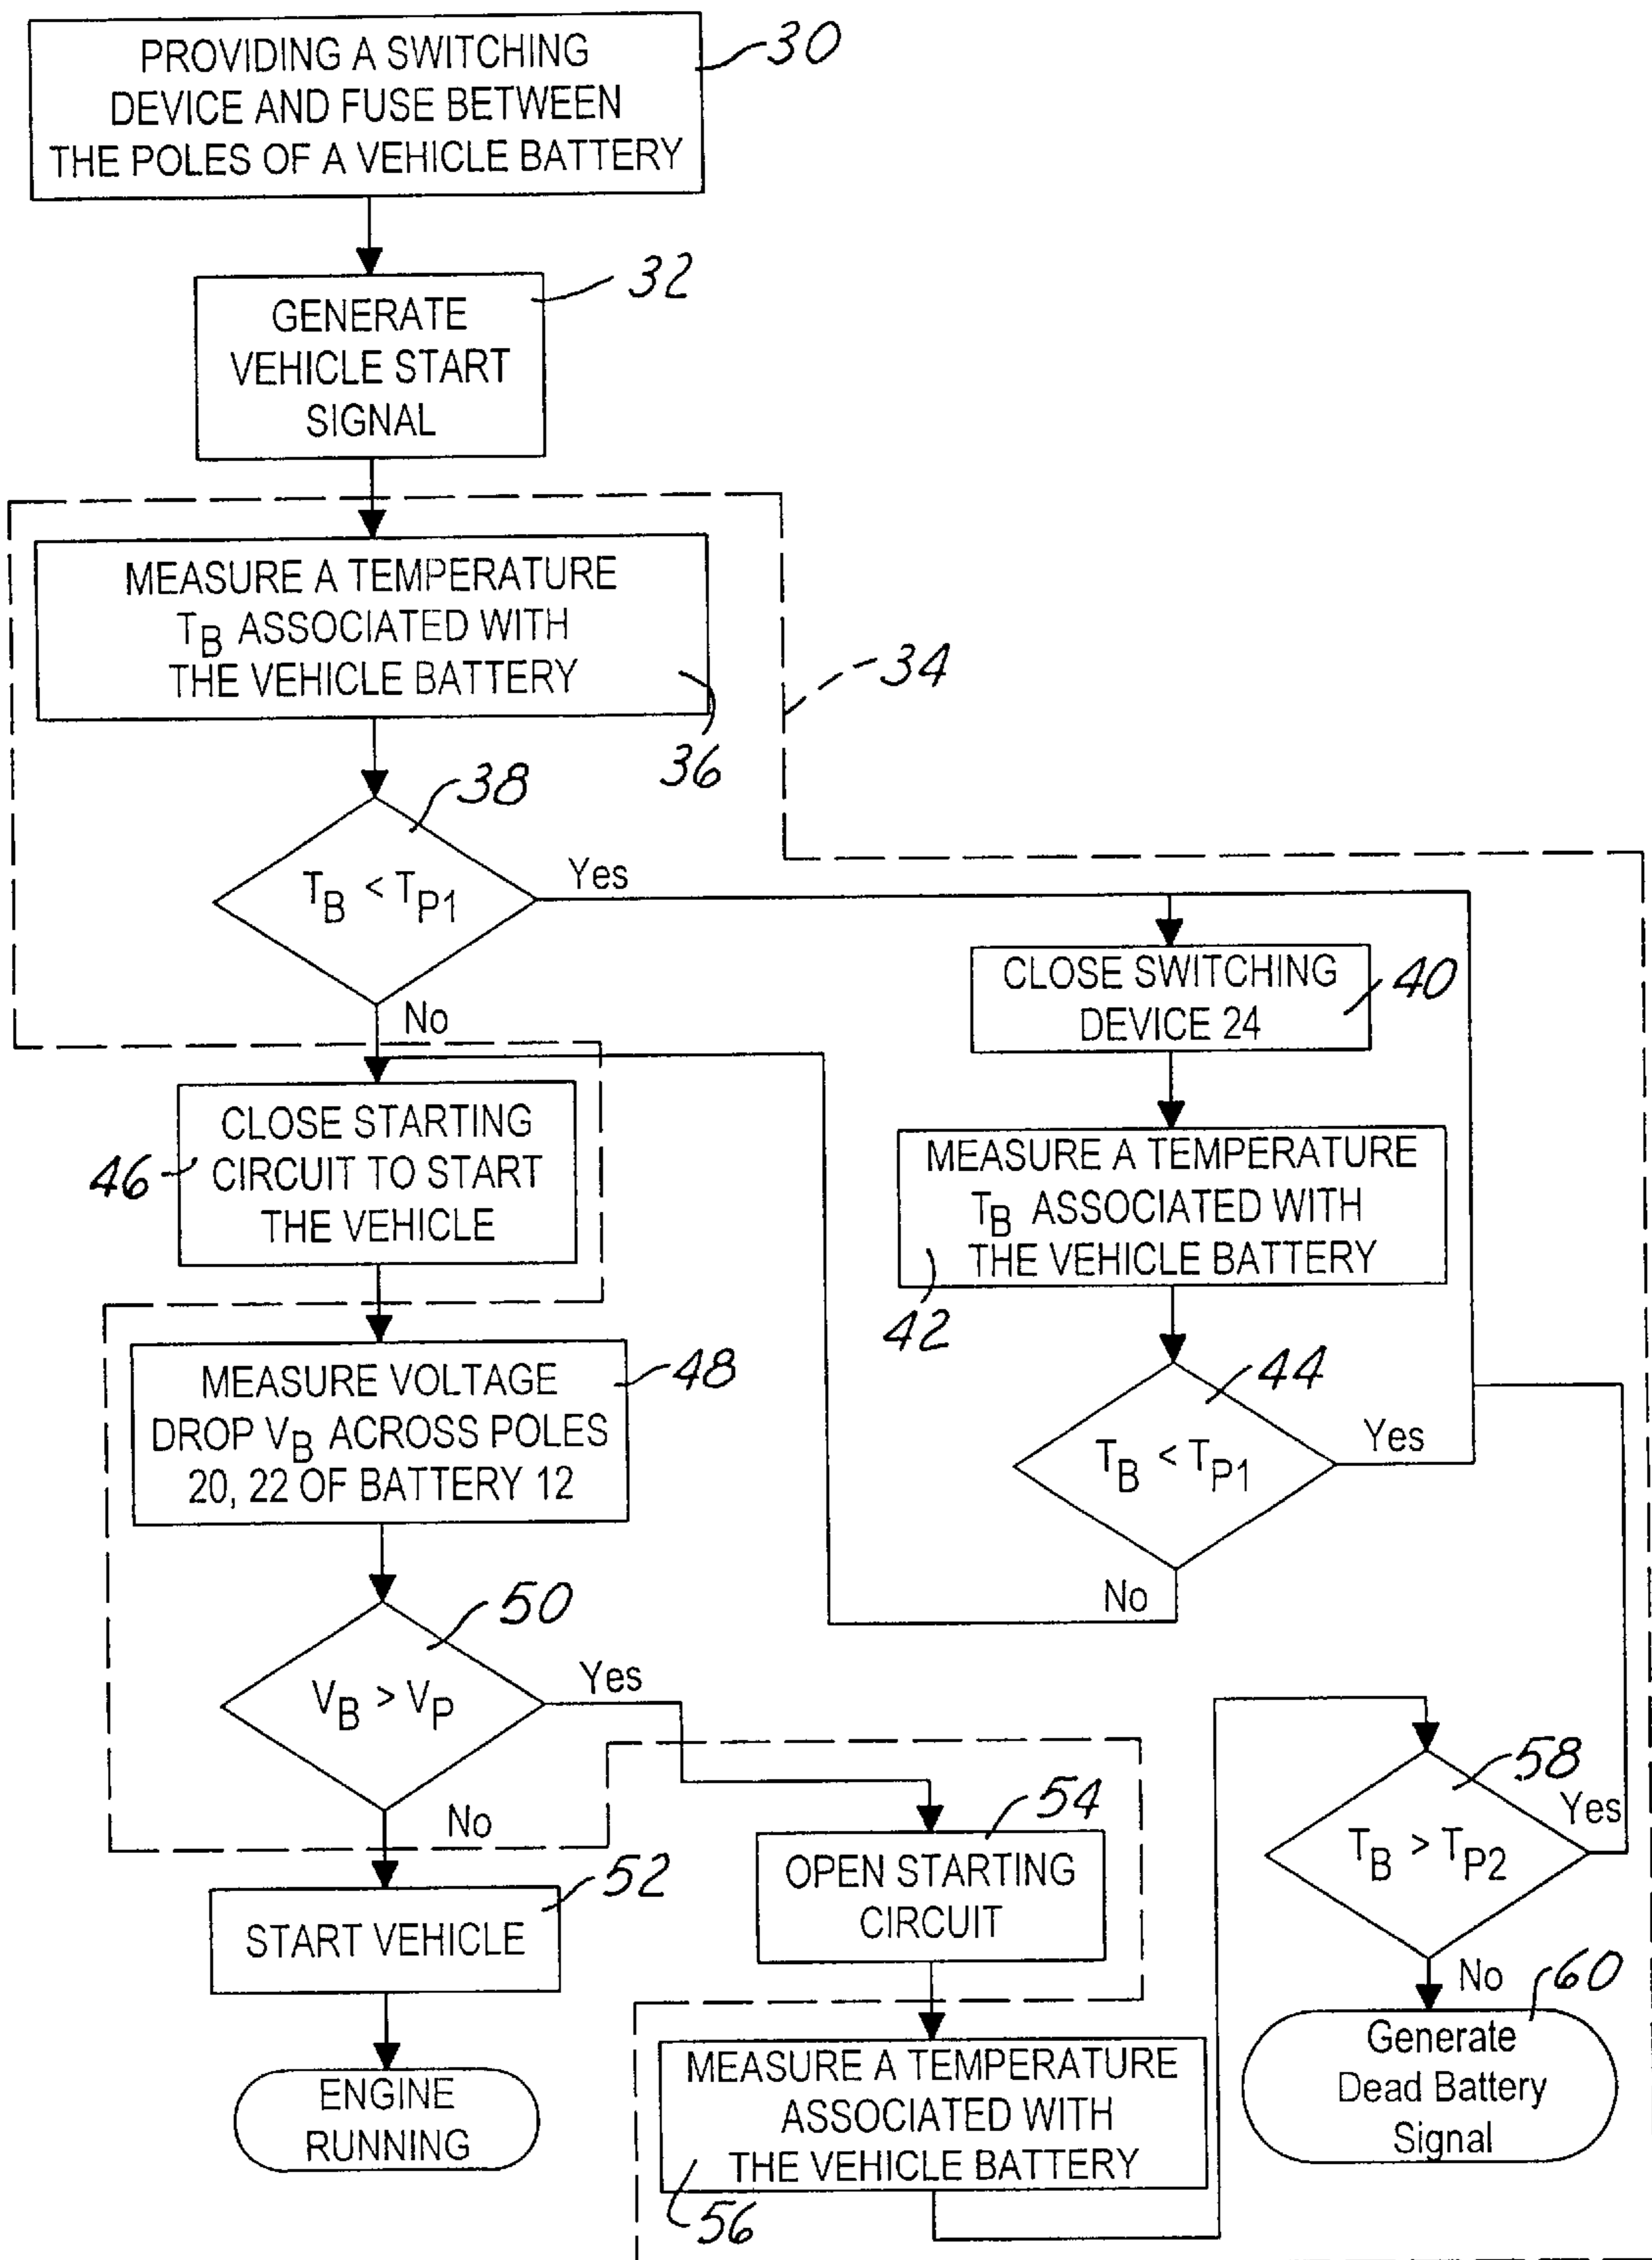 PROVIDING A SWITCHING
DEVICE AND FUSE BETWEEN
THE POLES OF A VEHICLE BATTERY
30
GENERATE
VEHICLE START
SIGNAL
32
MEASURE A TEMPERATURE
TB ASSOCIATED WITH
THE VEHICLE BATTERY
36
34
38
TB < TP1
Yes
No
CLOSE SWITCHING
DEVICE 24
40
CLOSE STARTING
CIRCUIT TO START
THE VEHICLE
46
MEASURE A TEMPERATURE
TB ASSOCIATED WITH
THE VEHICLE BATTERY
42
MEASURE VOLTAGE
DROP VB ACROSS POLES
20, 22 OF BATTERY 12
48
44
TB < TP1
Yes
No
50
VB > VP
Yes
No
54
OPEN STARTING
CIRCUIT
58
TB > TP2
Yes
No
52
START VEHICLE
ENGINE
RUNNING
MEASURE A TEMPERATURE
ASSOCIATED WITH
THE VEHICLE BATTERY
56
60
Generate
Dead Battery
Signal